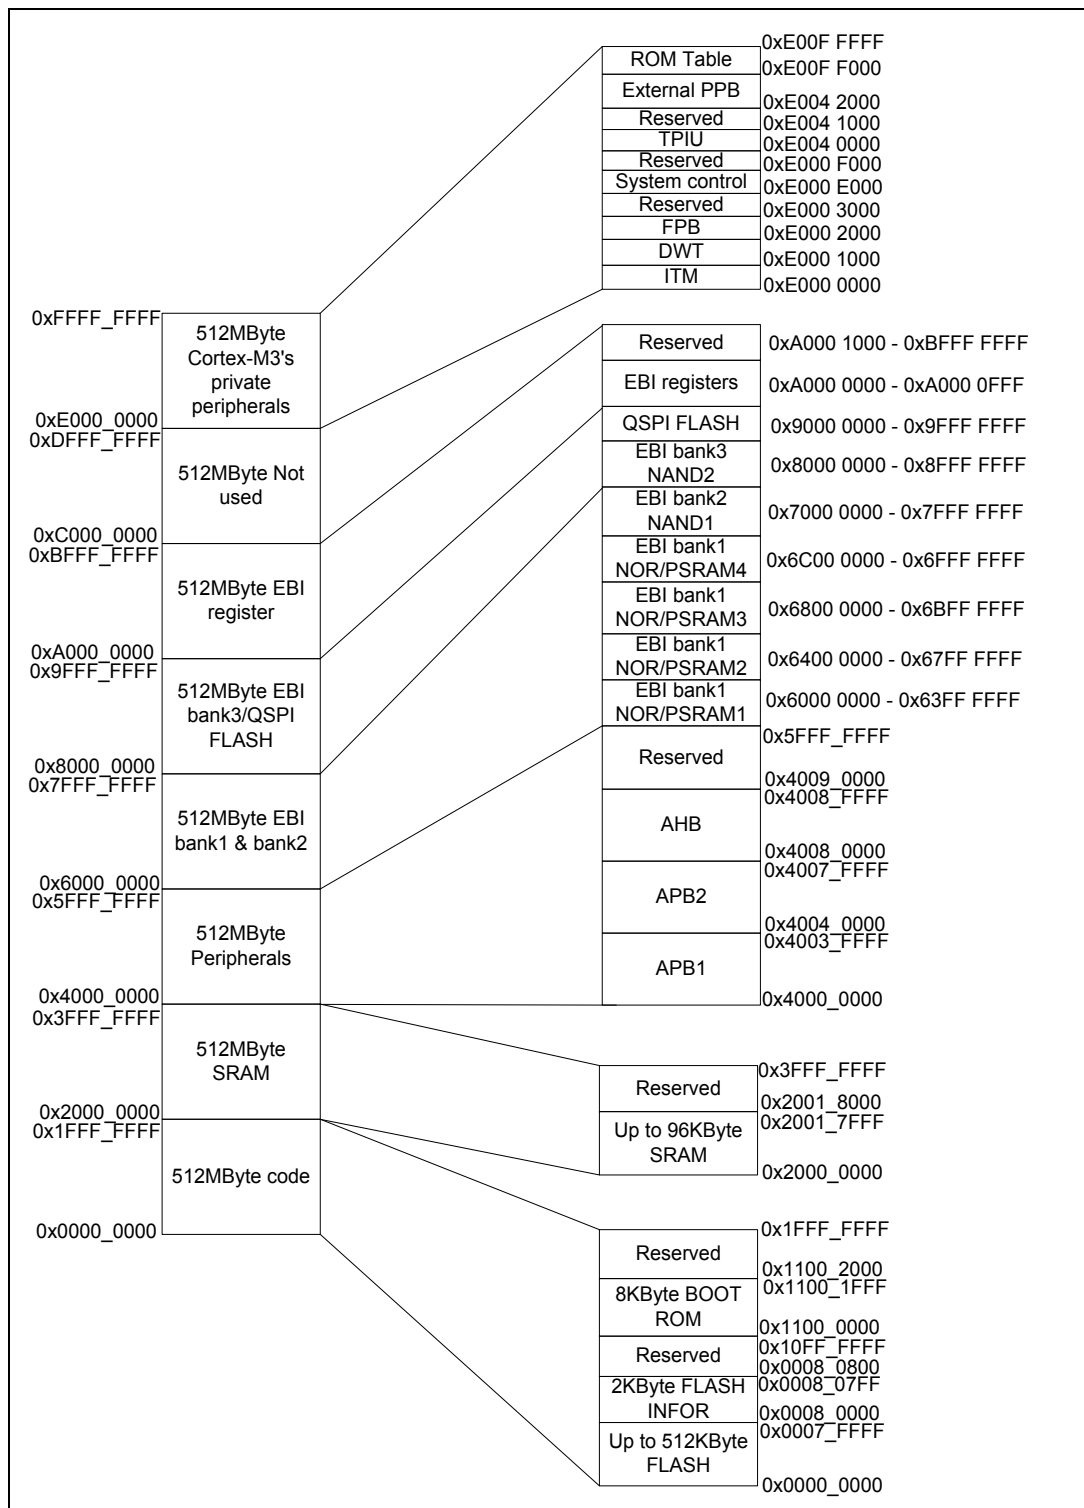 0xFFFF_FFFF
512MByte
Cortex-M3's
private
peripherals
0xE000_0000
0xDFFF_FFFF
512MByte Not
used
0xC000_0000
0xBFFF_FFFF
512MByte EBI
register
0xA000_0000
0x9FFF_FFFF
512MByte EBI
bank3/QSPI
FLASH
0x8000_0000
0x7FFF_FFFF
512MByte EBI
bank1 & bank2
0x6000_0000
0x5FFF_FFFF
512MByte
Peripherals
0x4000_0000
0x3FFF_FFFF
512MByte
SRAM
0x2000_0000
0x1FFF_FFFF
512MByte code
0x0000_0000
0xE00F FFFF
ROM Table
0xE00F F000
External PPB
0xE004 2000
Reserved
0xE004 1000
TPIU
0xE004 0000
Reserved
0xE000 F000
System control
0xE000 E000
Reserved
0xE000 3000
FPB
0xE000 2000
DWT
0xE000 1000
ITM
0xE000 0000
Reserved
0xA000 1000 - 0xBFFF FFFF
EBI registers
0xA000 0000 - 0xA000 0FFF
QSPI FLASH
0x9000 0000 - 0x9FFF FFFF
EBI bank3
NAND2
0x8000 0000 - 0x8FFF FFFF
EBI bank2
NAND1
0x7000 0000 - 0x7FFF FFFF
EBI bank1
NOR/PSRAM4
0x6C00 0000 - 0x6FFF FFFF
EBI bank1
NOR/PSRAM3
0x6800 0000 - 0x6BFF FFFF
EBI bank1
NOR/PSRAM2
0x6400 0000 - 0x67FF FFFF
EBI bank1
NOR/PSRAM1
0x6000 0000 - 0x63FF FFFF
0x5FFF_FFFF
Reserved
0x4009_0000
0x4008_FFFF
AHB
0x4008_0000
0x4007_FFFF
APB2
0x4004_0000
0x4003_FFFF
APB1
0x4000_0000
0x3FFF_FFFF
Reserved
0x2001_8000
0x2001_7FFF
Up to 96KByte
SRAM
0x2000_0000
0x1FFF_FFFF
Reserved
0x1100_2000
0x1100_1FFF
8KByte BOOT
ROM
0x1100_0000
0x10FF_FFFF
Reserved
0x0008_0800
0x0008_07FF
2KByte FLASH
INFOR
0x0008_0000
0x0007_FFFF
Up to 512KByte
FLASH
0x0000_0000